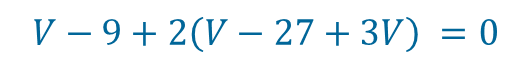 V − 9 + 2(V − 27 + 3V) = 0